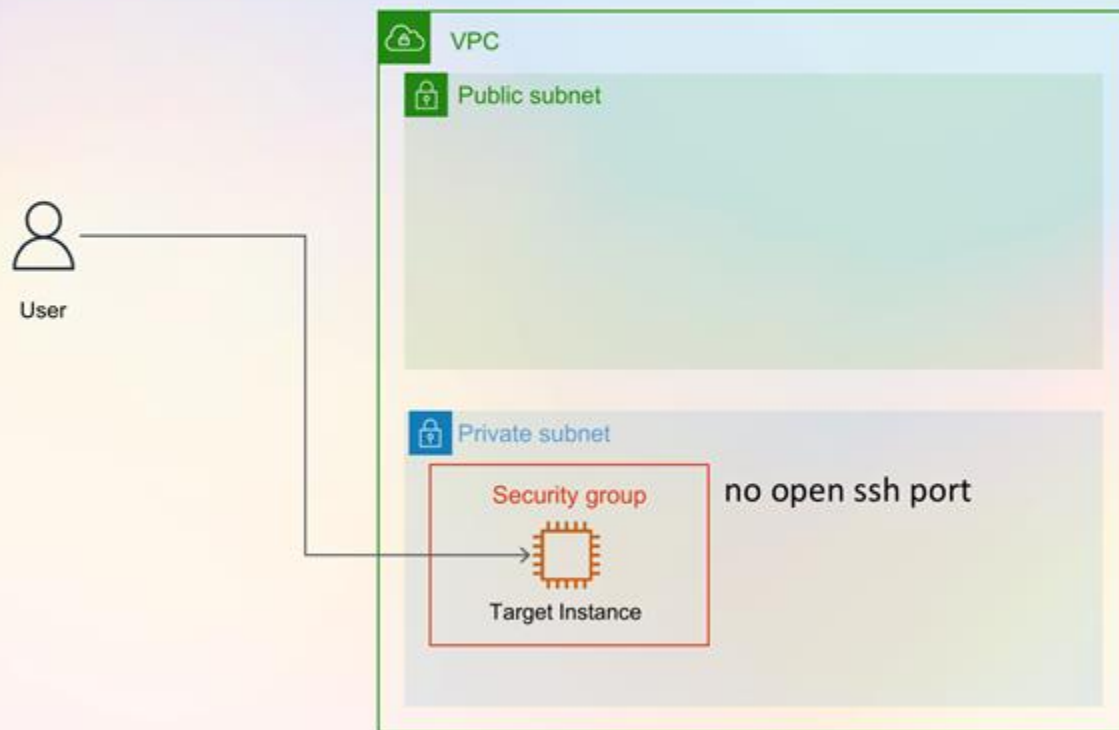 VPC
Public subnet
User
Private subnet
Security group
no open ssh port
Target Instance